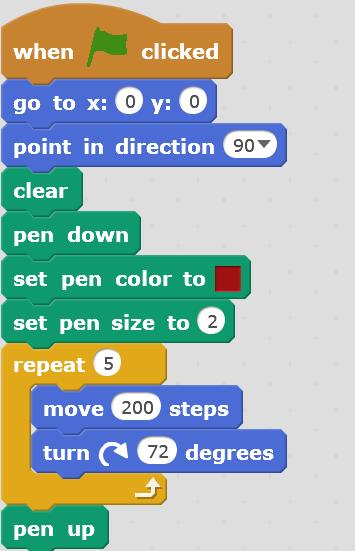 when clicked
go to x: 0 y: 0
point in direction 90
clear
pen down
set pen color to
set pen size to 2
repeat 5
move 200 steps
turn 72 degrees
pen up